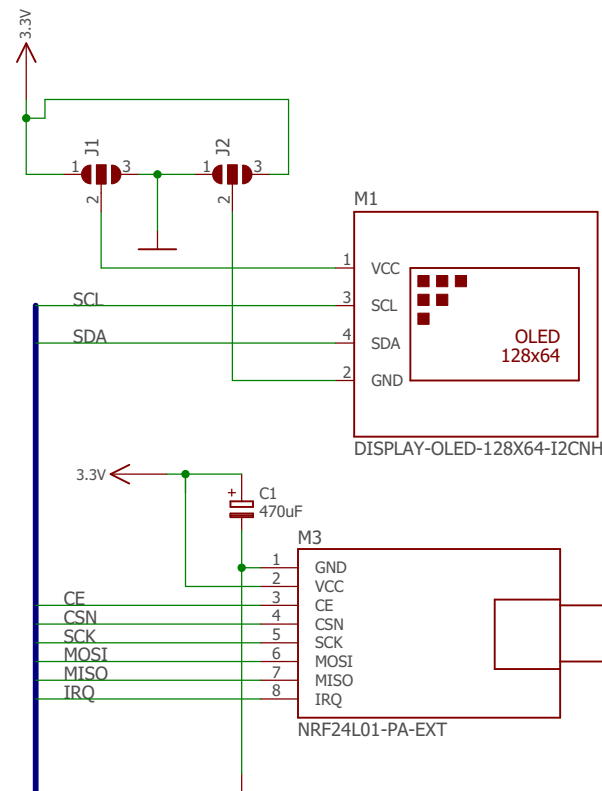 3.3V
J1
J2
1
3
1
3
2
2
M1
1
VCC
SCL
3
SCL
OLED
128x64
SDA
4
SDA
2
GND
DISPLAY-OLED-128X64-I2CNH
3.3V
+
C1
470uF
M3
1
GND
2
VCC
CE
3
CE
CSN
4
CSN
SCK
5
SCK
MOSI
6
MOSI
MISO
7
MISO
IRQ
8
IRQ
NRF24L01-PA-EXT